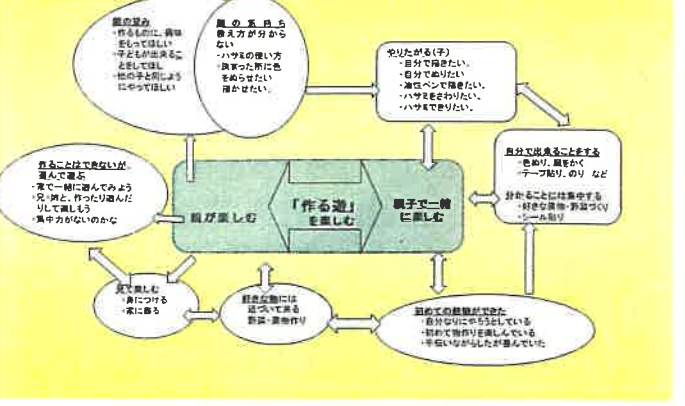 親の望み
・作るものに、興味
をもってほしい
・子どもが出来るこ
とをしてほし
・他の子と同じよう
にやってほしい
親の気持ち
教え方が分から
ない
・ハサミの使い方
・決まった所に色
をぬらせたい
描かせたい。
やりたがる(子)
・自分で描きたい。
・自分でぬりたい
・油性ペンで描きたい。
・ハサミをさわりたい。
・ハサミできりたい。
自分で出来ることをする
・色ぬり、顔をかく
・テープ貼り、のり など
分かることには集中する
・好きな果物・野菜づくり
・シール貼り
作ることはできないが、
遊んで遊ぶ
・家で一緒に遊んでみよう
・兄・姉と、作ったり遊んだ
りして楽しもう
・集中力がないのかな
親が楽しむ
「作る遊」
を楽しむ
親子で一緒
に楽しむ
見て楽しむ
・身につける
・家に飾る
好きな物には
近づいて来る
野菜・果物作り
初めての経験ができた
・自分なりにやろうとしている
・初めて物作りを楽しんでいる
・手伝いながらしたが喜んでいた